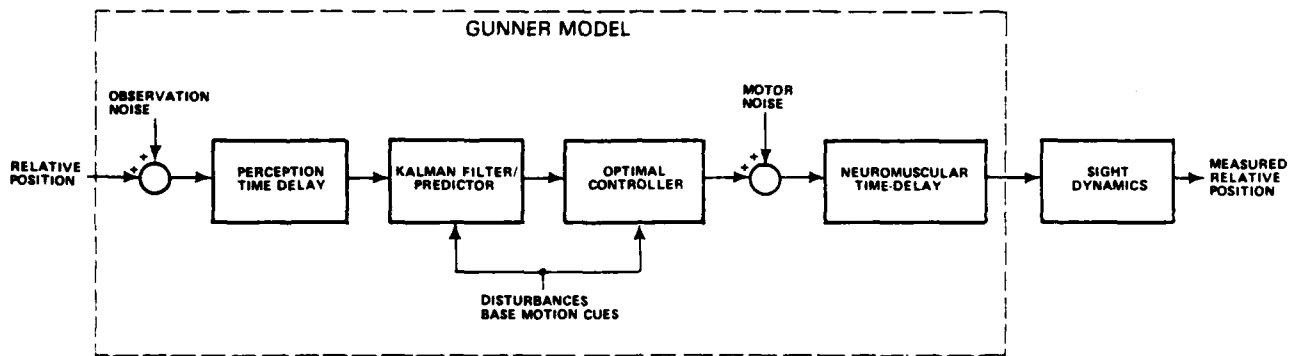 GUNNER MODEL
OBSERVATION
NOISE
MOTOR
NOISE
RELATIVE
POSITION
+
+
PERCEPTION
TIME DELAY
KALMAN FILTER/
PREDICTOR
OPTIMAL
CONTROLLER
+
+
NEUROMUSCULAR
TIME-DELAY
SIGHT
DYNAMICS
MEASURED
RELATIVE
POSITION
DISTURBANCES
BASE MOTION CUES